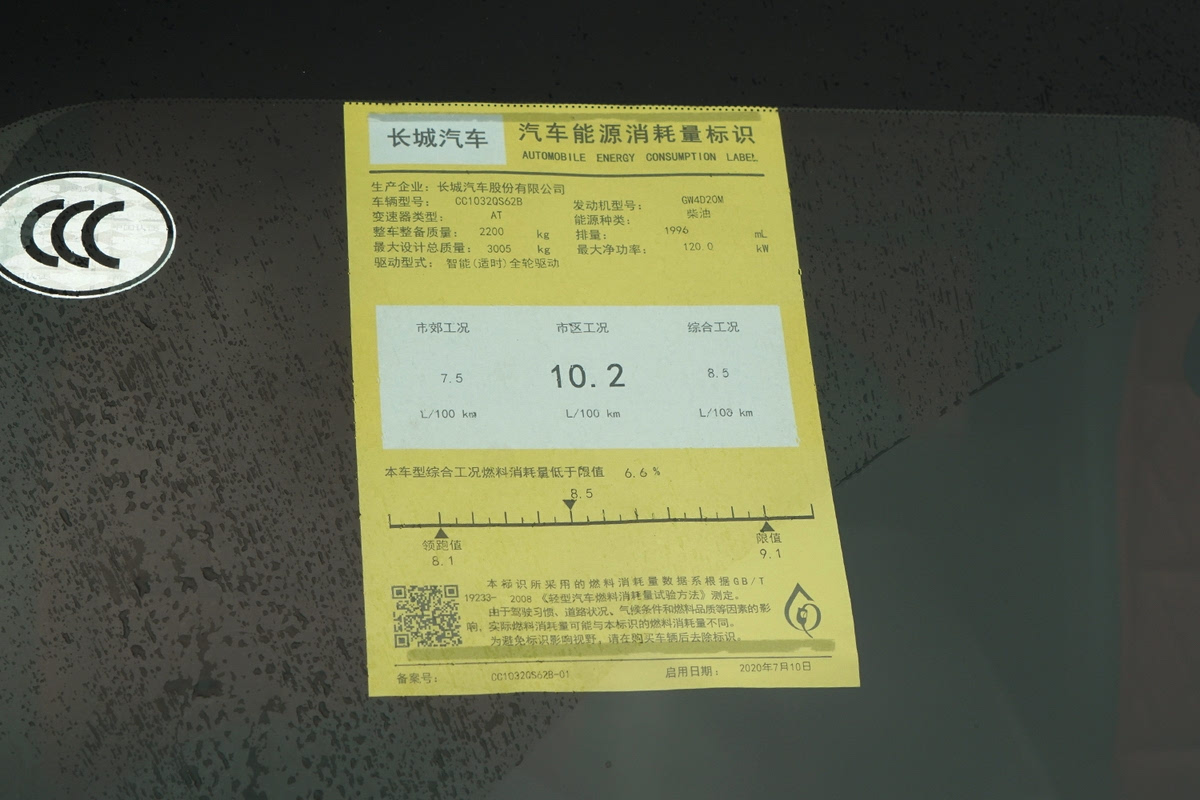 CCC
长城汽车
汽车能源消耗量标识
AUTOMOBILE ENERGY CONSUMPTION LABEL
生产企业：长城汽车股份有限公司
车辆型号： CC1032QS62B 发动机型号： GW4D20M
变速器类型： AT 能源种类： 柴油
整车整备质量： 2200 kg 排量： 1996 mL
最大设计总质量： 3005 kg 最大净功率： 120.0 kW
驱动型式： 智能(适时)全轮驱动
市郊工况 市区工况 综合工况
7.5 10.2 8.5
L/100 km L/100 km L/100 km
本车型综合工况燃料消耗量低于限值 6.6 %
8.5
领跑值 限值
8.1 9.1
本标识所采用的燃料消耗量数据系根据GB/T
19233- 2008 《轻型汽车燃料消耗量试验方法》测定。
由于驾驶习惯、道路状况、气候条件和燃料品质等因素的影
响，实际燃料消耗量可能与本标识的燃料消耗量不同。
为避免标识影响视野，请在购买车辆后去除标识。
备案号： CC1032QS62B-01 启用日期： 2020年7月10日